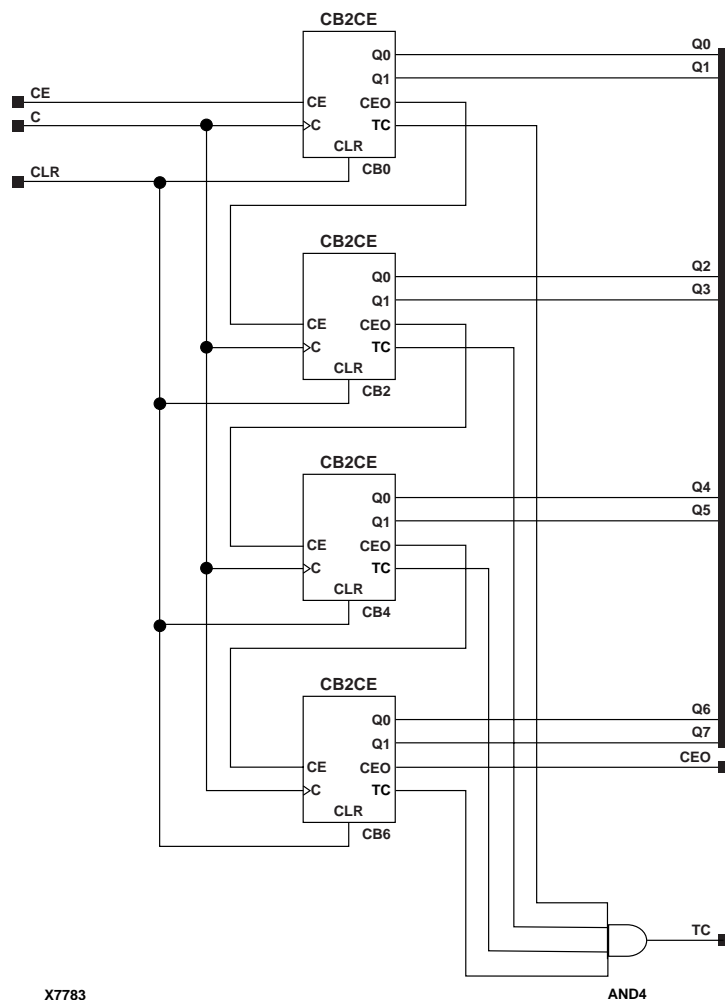 CB2CE
Q0 Q0
Q1 Q1
CE CE CEO
C C TC
CLR CLR
CB0
CB2CE
Q0 Q2
Q1 Q3
CE CEO
C TC
CLR
CB2
CB2CE
Q0 Q4
Q1 Q5
CE CEO
C TC
CLR
CB4
CB2CE
Q0 Q6
Q1 Q7
CE CEO CEO
C TC
CLR
CB6
TC
X7783 AND4